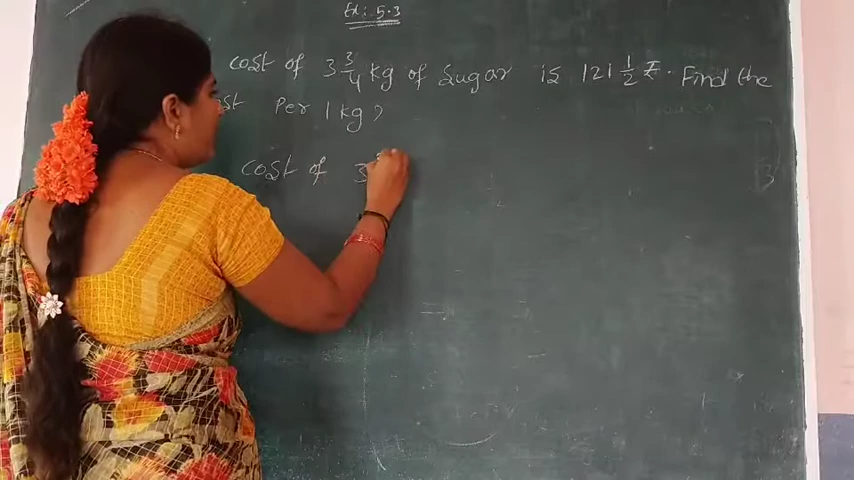 Ex: 5.3
cost of 3 3/4 kg of Sugar is 121 1/2 ₹. Find the
Per 1 kg ?
cost of 3